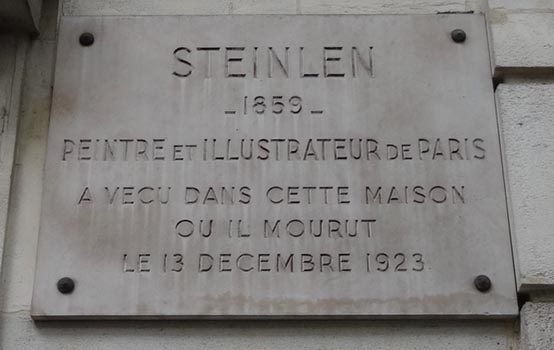 STEINLEN
_1859_
PEINTRE ET ILLUSTRATEUR DE PARIS
A VECU DANS CETTE MAISON
OU IL MOURUT
LE 13 DECEMBRE 1923